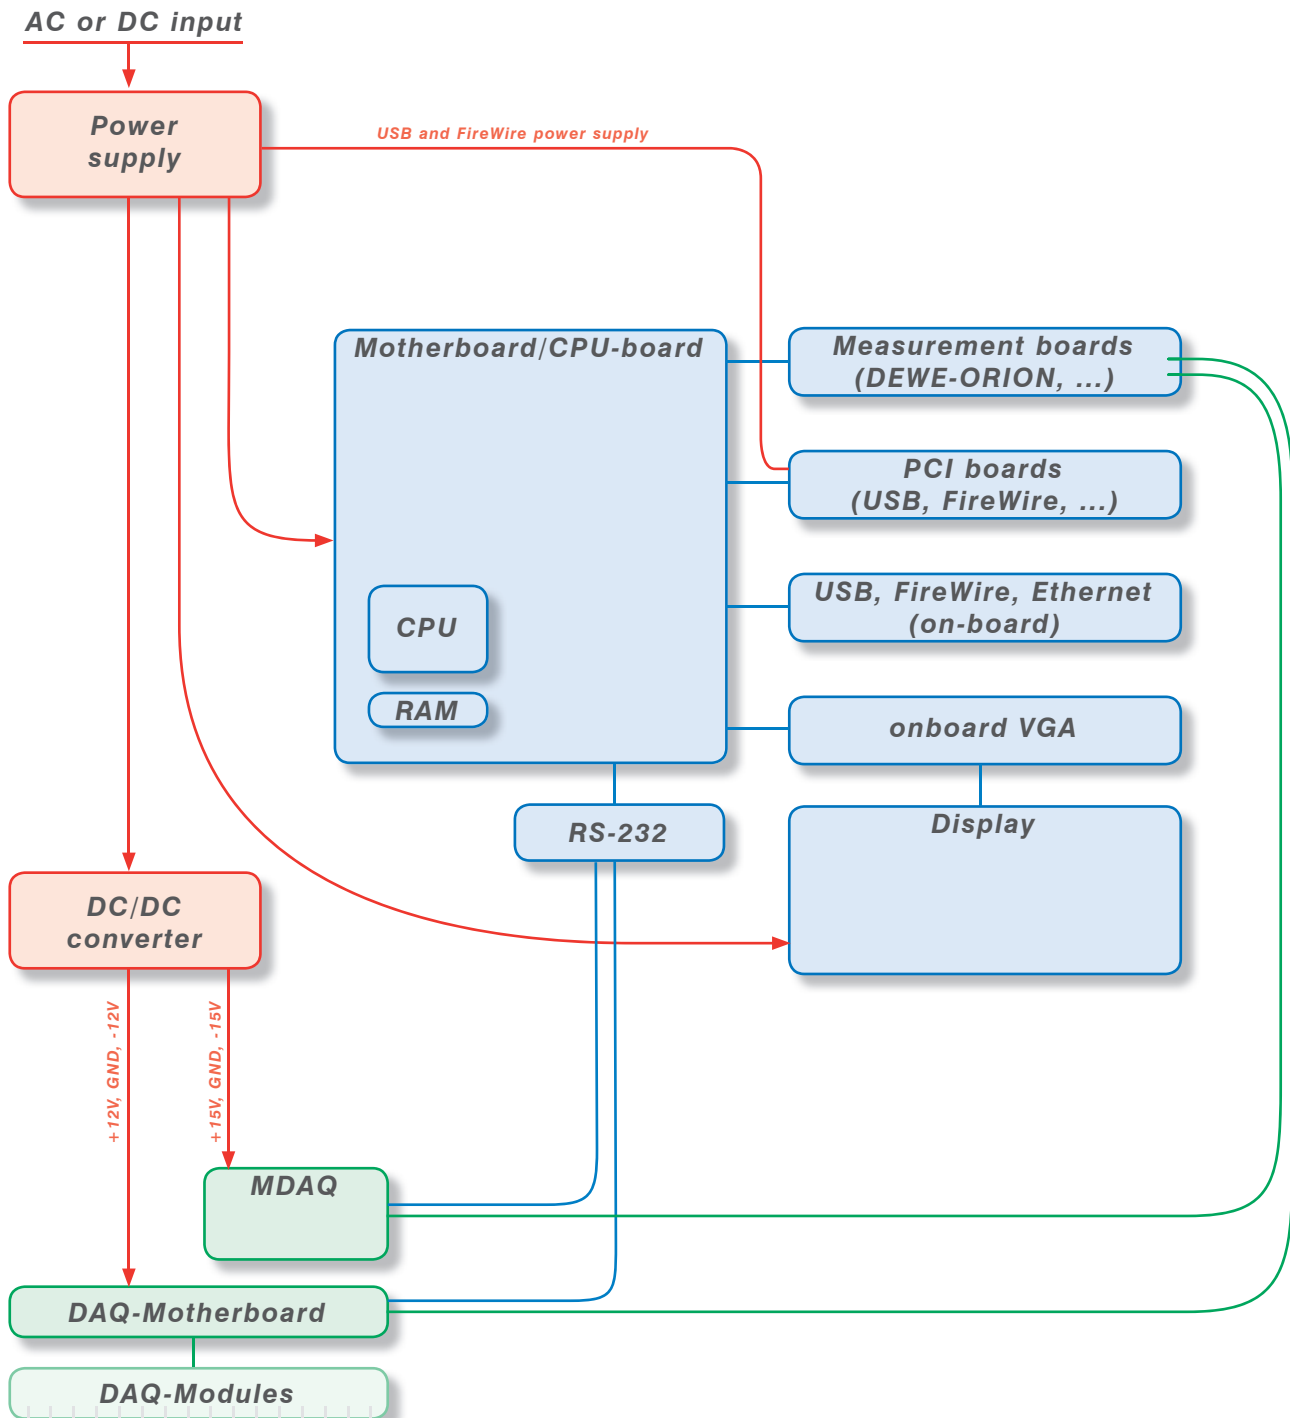 AC or DC input
Power
supply
USB and FireWire power supply
Motherboard/CPU-board
Measurement boards
(DEWE-ORION, ...)
PCI boards
(USB, FireWire, ...)
USB, FireWire, Ethernet
(on-board)
CPU
RAM
onboard VGA
RS-232
Display
DC/DC
converter
+12V, GND, -12V
+15V, GND, -15V
MDAQ
DAQ-Motherboard
DAQ-Modules